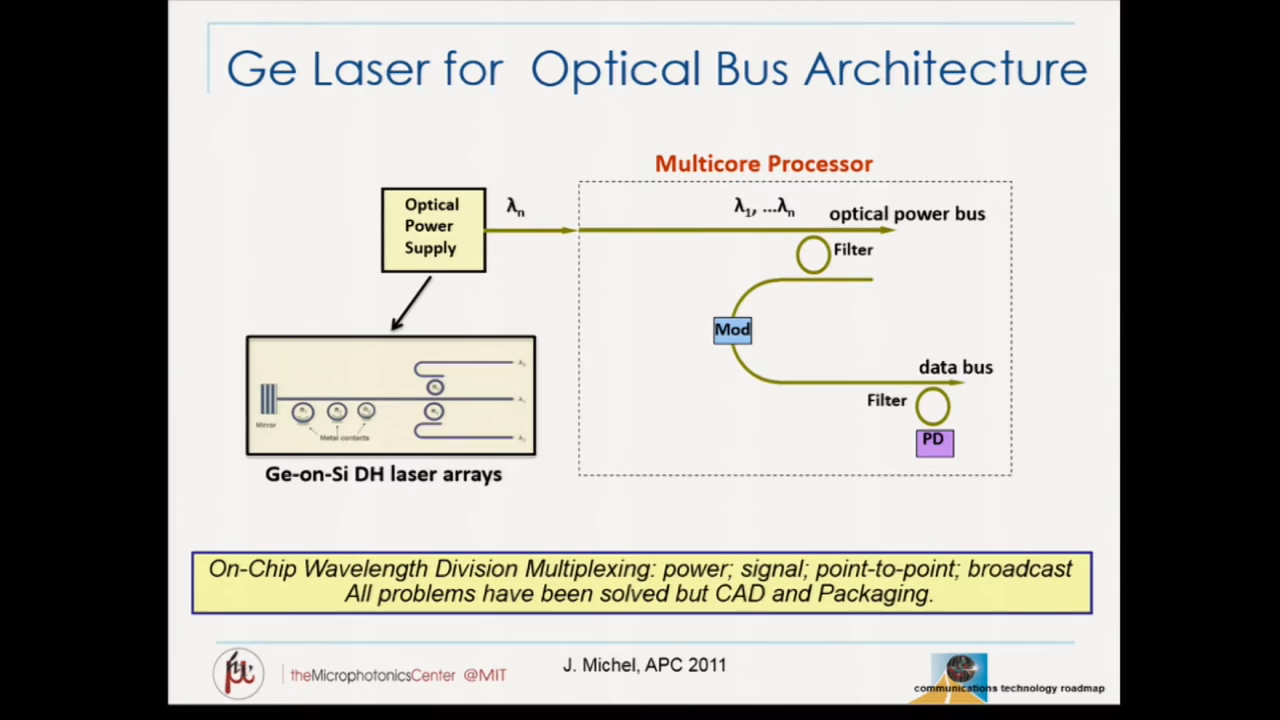 Ge Laser for Optical Bus Architecture
Multicore Processor
Optical
Power
Supply
λn
λ1, ...λn
optical power bus
Filter
Mod
data bus
Filter
PD
Mirror
Metal contacts
Ge-on-Si DH laser arrays
On-Chip Wavelength Division Multiplexing: power; signal; point-to-point; broadcast
All problems have been solved but CAD and Packaging.
theMicrophotonicsCenter @MIT
J. Michel, APC 2011
communications technology roadmap